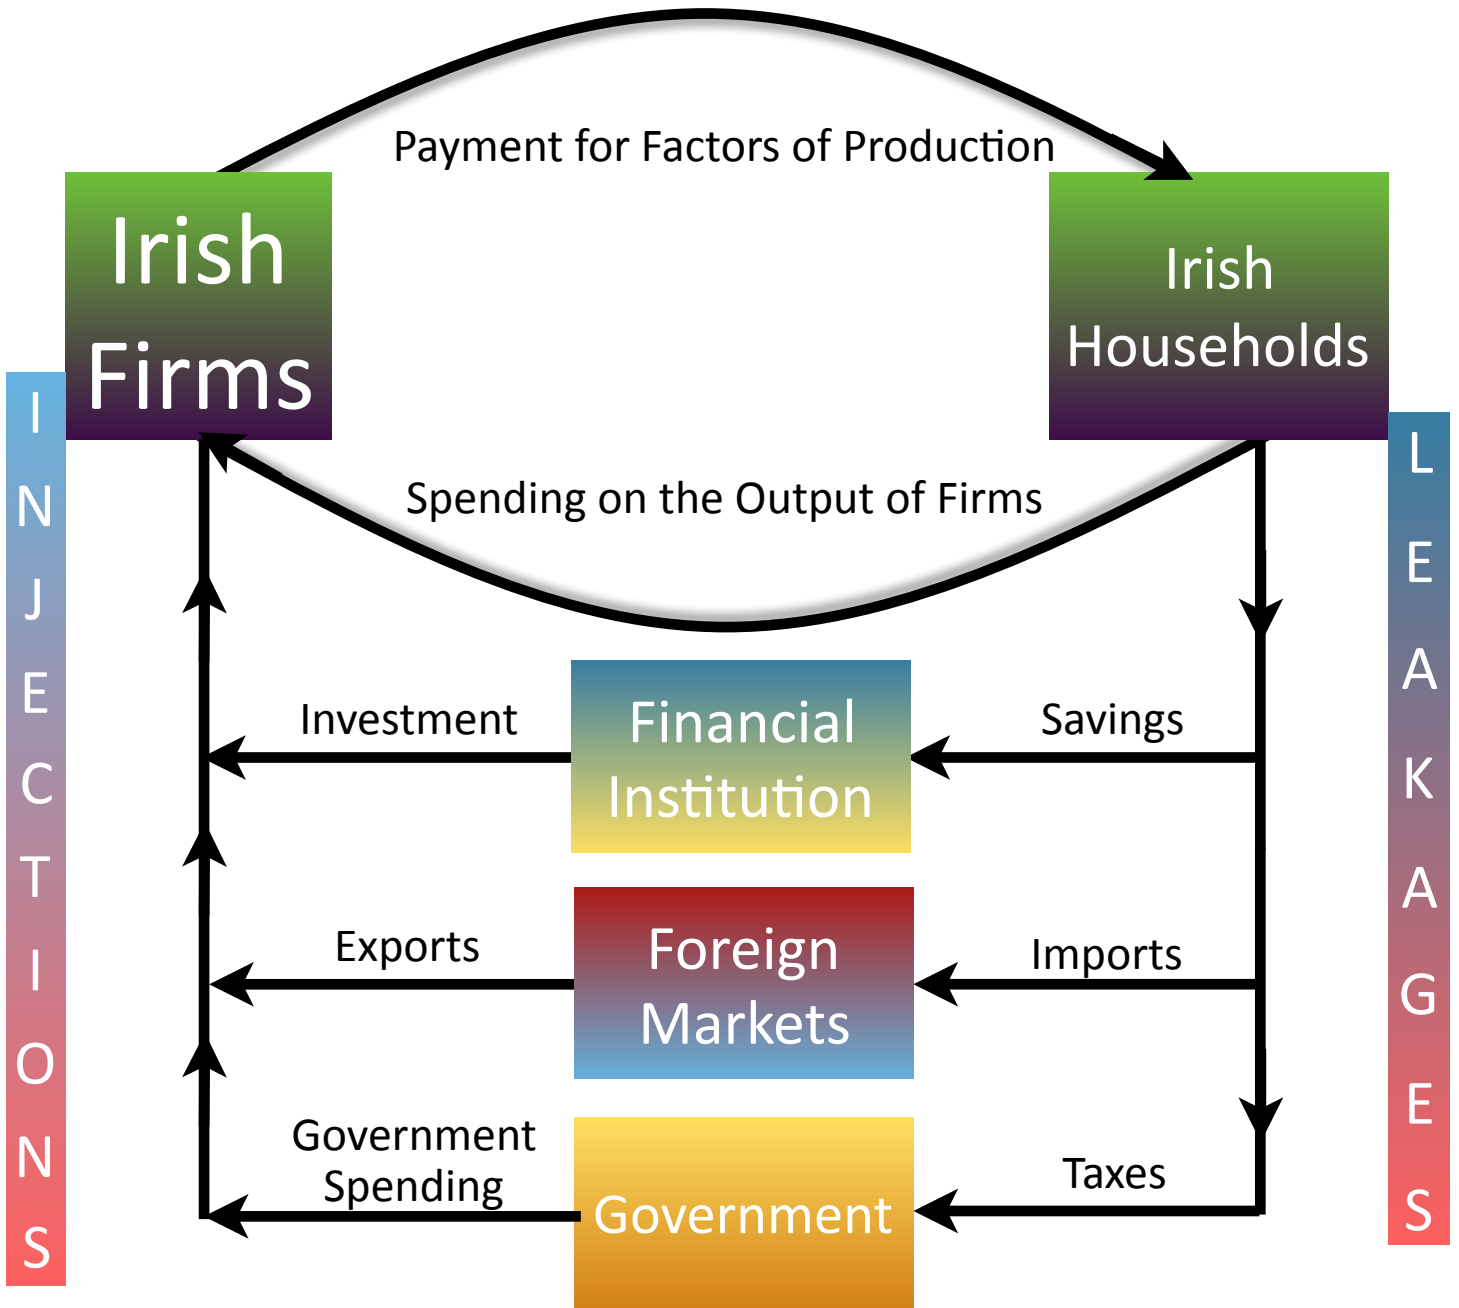 Payment for Factors of Production
Irish
Firms
Irish
Households
Spending on the Output of Firms
INJECTIONS
LEAKAGES
Investment
Financial
Institution
Savings
Exports
Foreign
Markets
Imports
Government
Spending
Government
Taxes